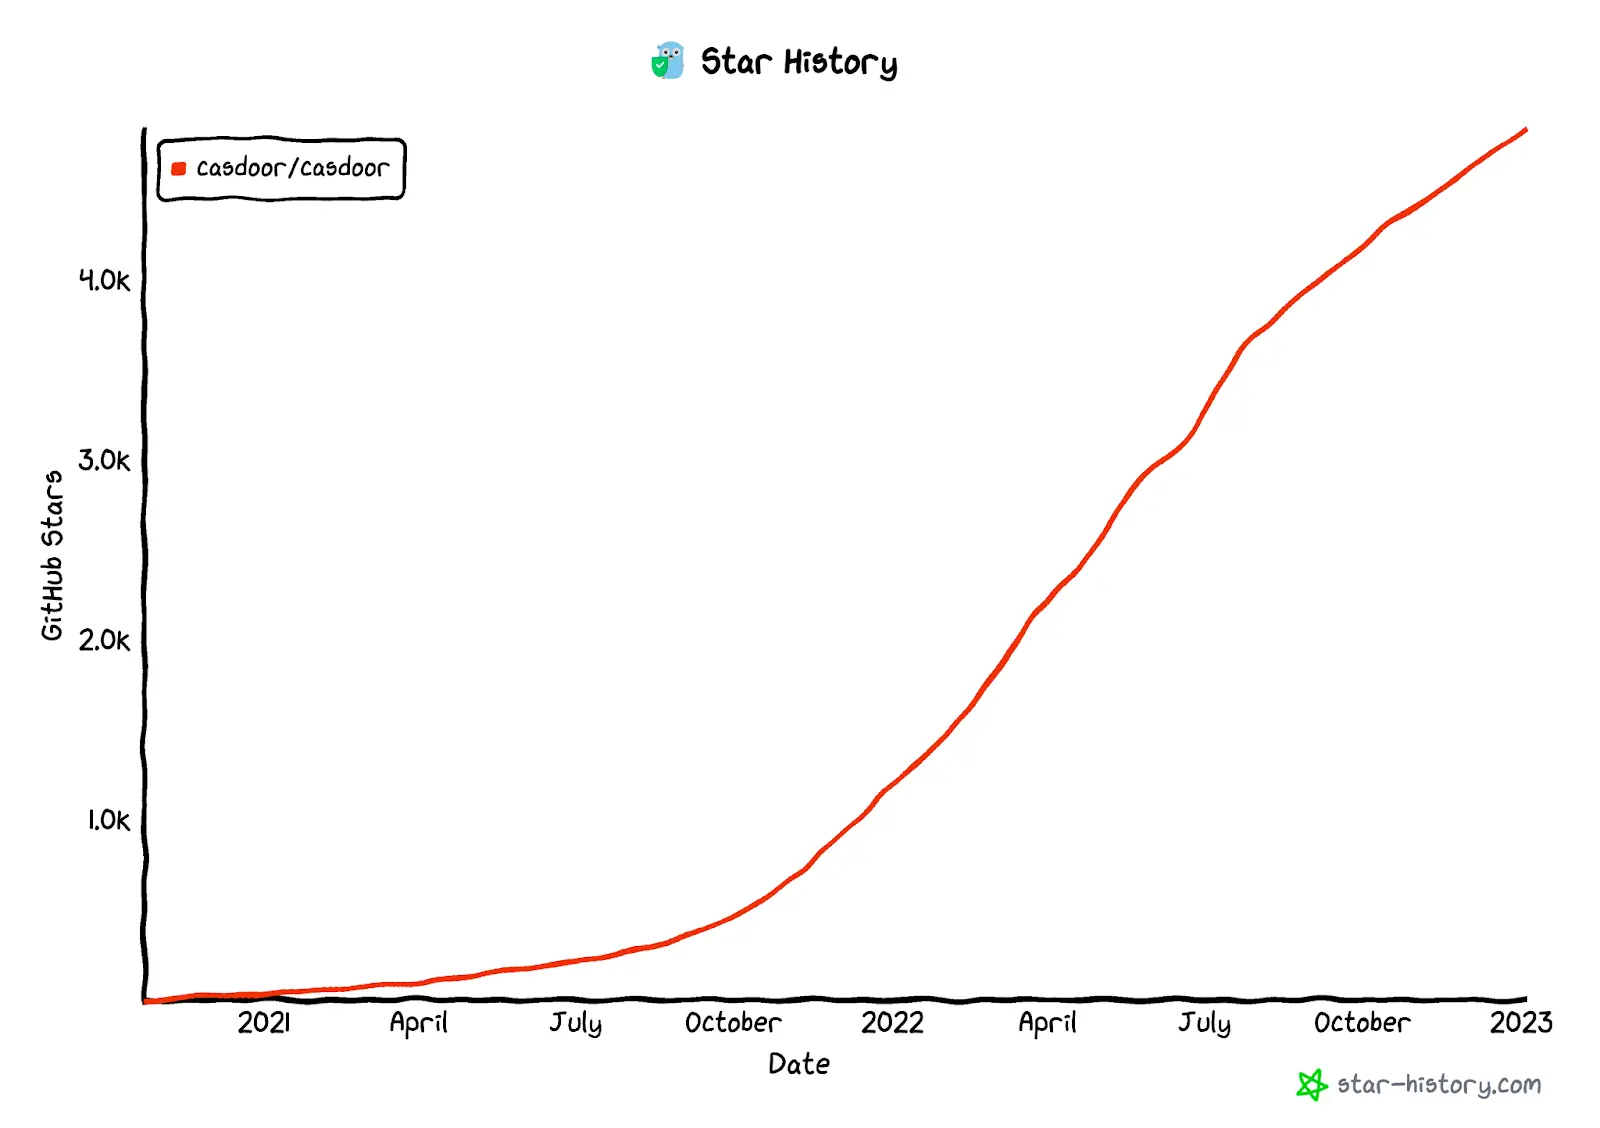 Star History
casdoor/casdoor
4.0K
3.0K
2.0K
1.0K
GitHub Stars
2021 April July October 2022 April July October 2023
Date
star-history.com